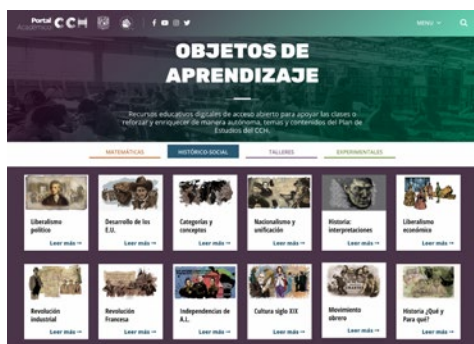 Portal
Académico CCH
MENU
OBJETOS DE
APRENDIZAJE
Recursos educativos digitales de acceso abierto para apoyar las clases o
reforzar y enriquecer de manera autónoma, temas y contenidos del Plan de
Estudios del CCH.
MATEMÁTICAS HISTÓRICO-SOCIAL TALLERES EXPERIMENTALES
Liberalismo político
Leer más →
Desarrollo de los E.U.
Leer más →
Categorías y conceptos
Leer más →
Nacionalismo y unificación
Leer más →
Historia: interpretaciones
Leer más →
Liberalismo económico
Leer más →
Revolución industrial
Leer más →
Revolución Francesa
Leer más →
Independencias de A.L.
Leer más →
Cultura siglo XIX
Leer más →
Movimiento obrero
Leer más →
Historia ¿Qué y Para qué?
Leer más →